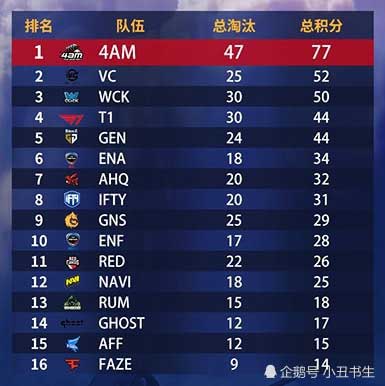 排名 队伍 总淘汰 总积分
1 4am 4AM 47 77
2 VC 25 52
3 WCK 30 50
4 T1 30 44
5 GEN 24 44
6 ENA 18 34
7 AHQ 20 32
8 IFTY 20 31
9 GNS 25 29
10 ENF 17 28
11 RED 22 26
12 NAVI 18 25
13 RUM 15 18
14 GHOST 12 17
15 AFF 12 15
16 FAZE 9 14
企鹅号 小丑书生